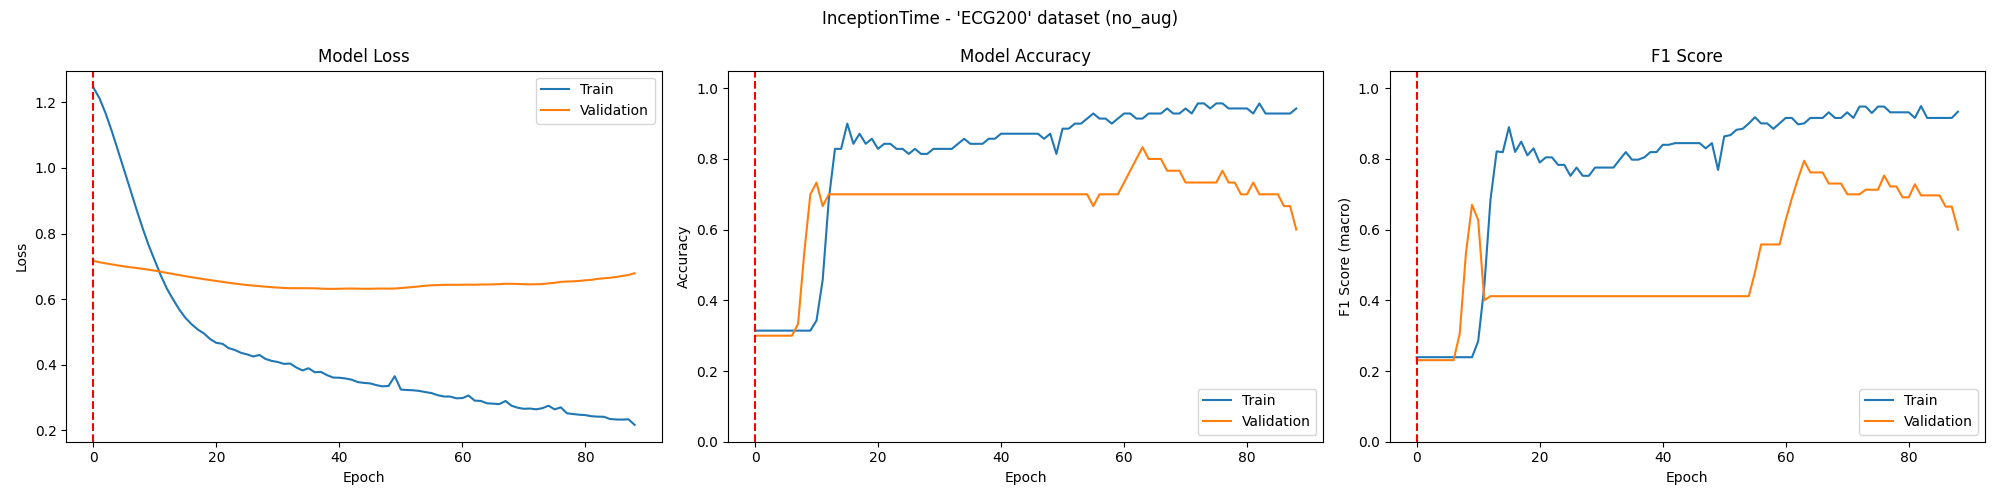 InceptionTime - 'ECG200' dataset (no_aug)
Model Loss
Loss
1.2
1.0
0.8
0.6
0.4
0.2
0 20 40 60 80
Epoch
Train
Validation
Model Accuracy
Accuracy
1.0
0.8
0.6
0.4
0.2
0.0
0 20 40 60 80
Epoch
Train
Validation
F1 Score
F1 Score (macro)
1.0
0.8
0.6
0.4
0.2
0.0
0 20 40 60 80
Epoch
Train
Validation